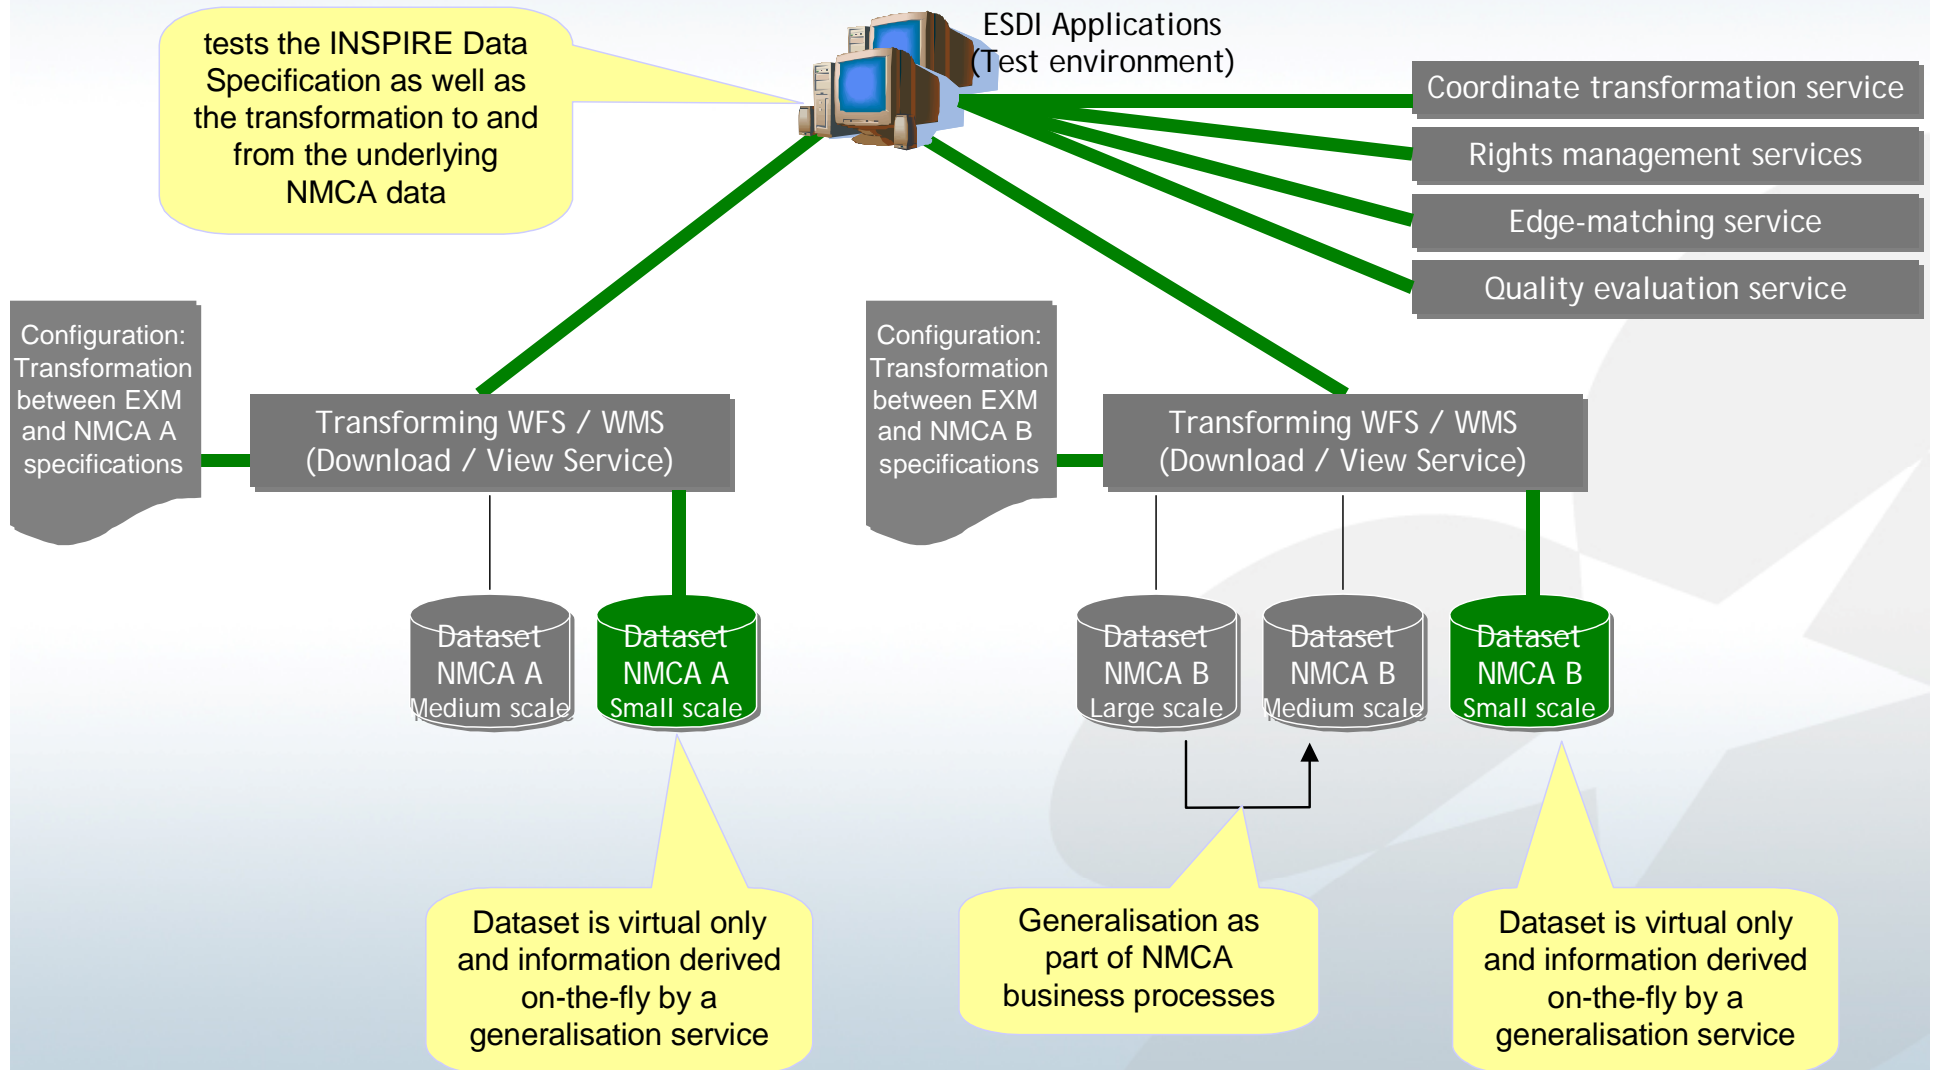 tests the INSPIRE Data
Specification as well as
the transformation to and
from the underlying
NMCA data
ESDI Applications
(Test environment)
Coordinate transformation service
Rights management services
Edge-matching service
Quality evaluation service
Configuration:
Transformation
between EXM
and NMCA A
specifications
Transforming WFS / WMS
(Download / View Service)
Configuration:
Transformation
between EXM
and NMCA B
specifications
Transforming WFS / WMS
(Download / View Service)
Dataset
NMCA A
Medium scale
Dataset
NMCA A
Small scale
Dataset
NMCA B
Large scale
Dataset
NMCA B
Medium scale
Dataset
NMCA B
Small scale
Dataset is virtual only
and information derived
on-the-fly by a
generalisation service
Generalisation as
part of NMCA
business processes
Dataset is virtual only
and information derived
on-the-fly by a
generalisation service